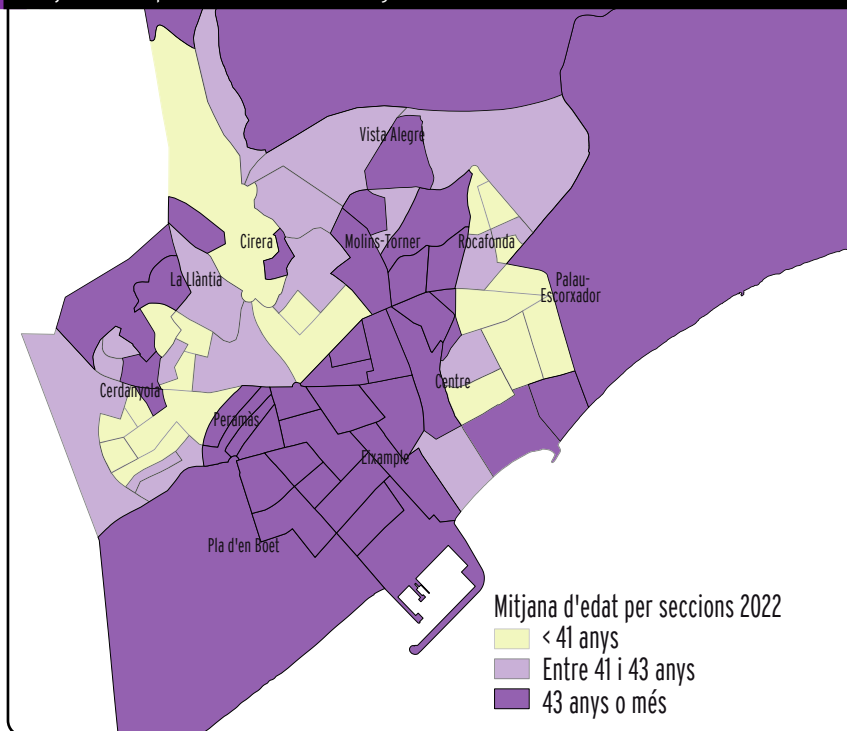 Vista Alegre
Cirera
Molins-Torner
Rocafonda
La Llàntia
Palau-
Escorxador
Cerdanyola
Centre
Peramàs
Eixample
Pla d'en Boet
Mitjana d'edat per seccions 2022
< 41 anys
Entre 41 i 43 anys
43 anys o més